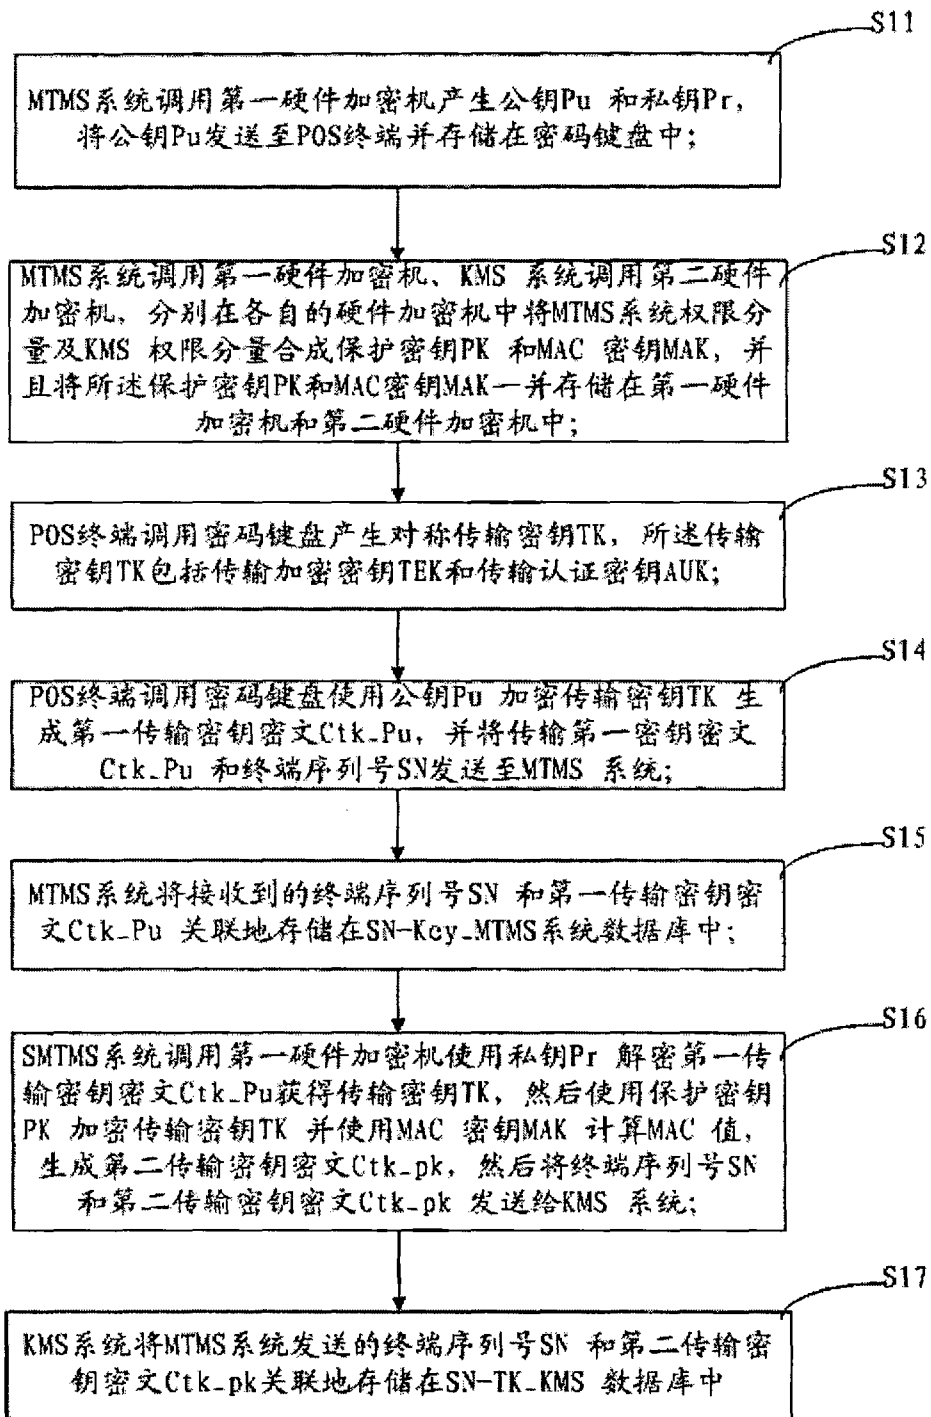 S11
MTMS系统调用第一硬件加密机产生公钥Pu 和私钥Pr,
将公钥Pu发送至POS终端并存储在密码键盘中;
S12
MTMS系统调用第一硬件加密机、KMS 系统调用第二硬件
加密机、分别在各自的硬件加密机中将MTMS系统权限分
量及KMS 权限分量合成保护密钥PK 和MAC 密钥MAK, 并
且将所述保护密钥PK和MAC密钥MAK一并存储在第一硬件
加密机和第二硬件加密机中;
S13
POS终端调用密码键盘产生对称传输密钥TK, 所述传输
密钥TK包括传输加密密钥TEK和传输认证密钥AUK;
S14
POS终端调用密码键盘使用公钥Pu 加密传输密钥TK 生
成第一传输密钥密文Ctk_Pu, 并将传输第一密钥密文
Ctk_Pu 和终端序列号SN发送至MTMS 系统;
S15
MTMS系统将接收到的终端序列号SN 和第一传输密钥密
文Ctk_Pu 关联地存储在SN-Key_MTMS系统数据库中;
S16
SMTMS系统调用第一硬件加密机使用私钥Pr 解密第一传
输密钥密文Ctk_Pu获得传输密钥TK, 然后使用保护密钥
PK 加密传输密钥TK 并使用MAC 密钥MAK 计算MAC 值,
生成第二传输密钥密文Ctk_pk, 然后将终端序列号SN
和第二传输密钥密文Ctk_pk 发送给KMS 系统;
S17
KMS系统将MTMS系统发送的终端序列号SN 和第二传输密
钥密文Ctk_pk关联地存储在SN-TK_KMS 数据库中